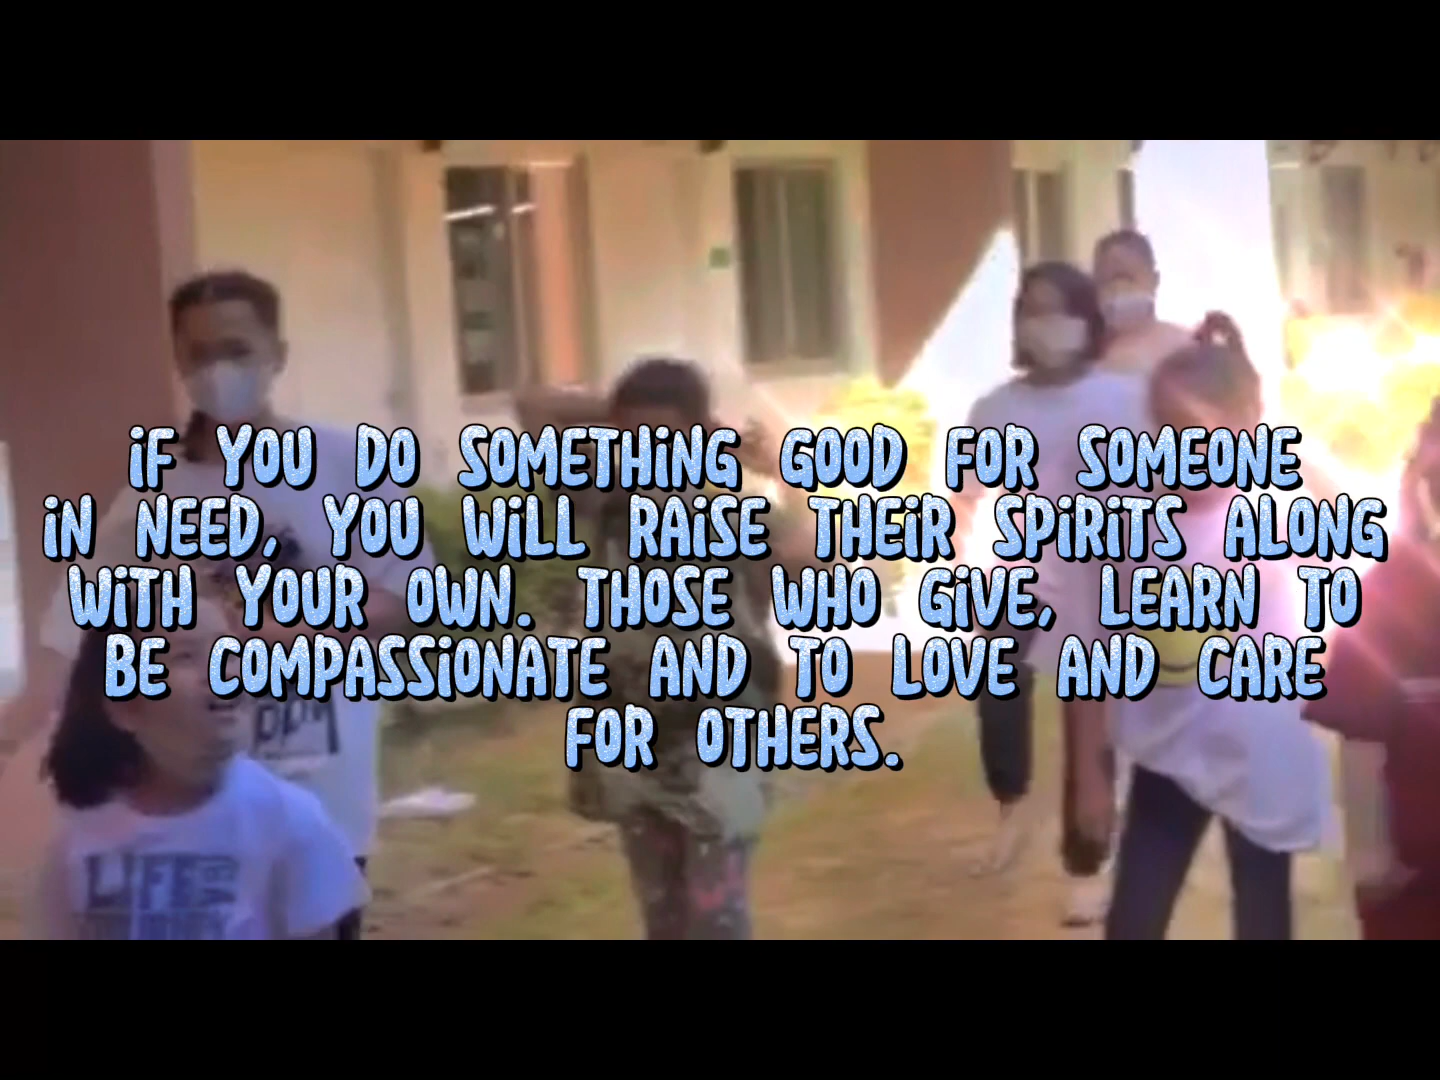 iF YOU DO SOMETHiNG GOOD FOR SOMEONE
iN NEED, YOU WiLL RAiSE THEiR SPiRiTS ALONG
WiTH YOUR OWN. THOSE WHO GiVE, LEARN TO
BE COMPASSiONATE AND TO LOVE AND CARE
FOR OTHERS.
LIFE